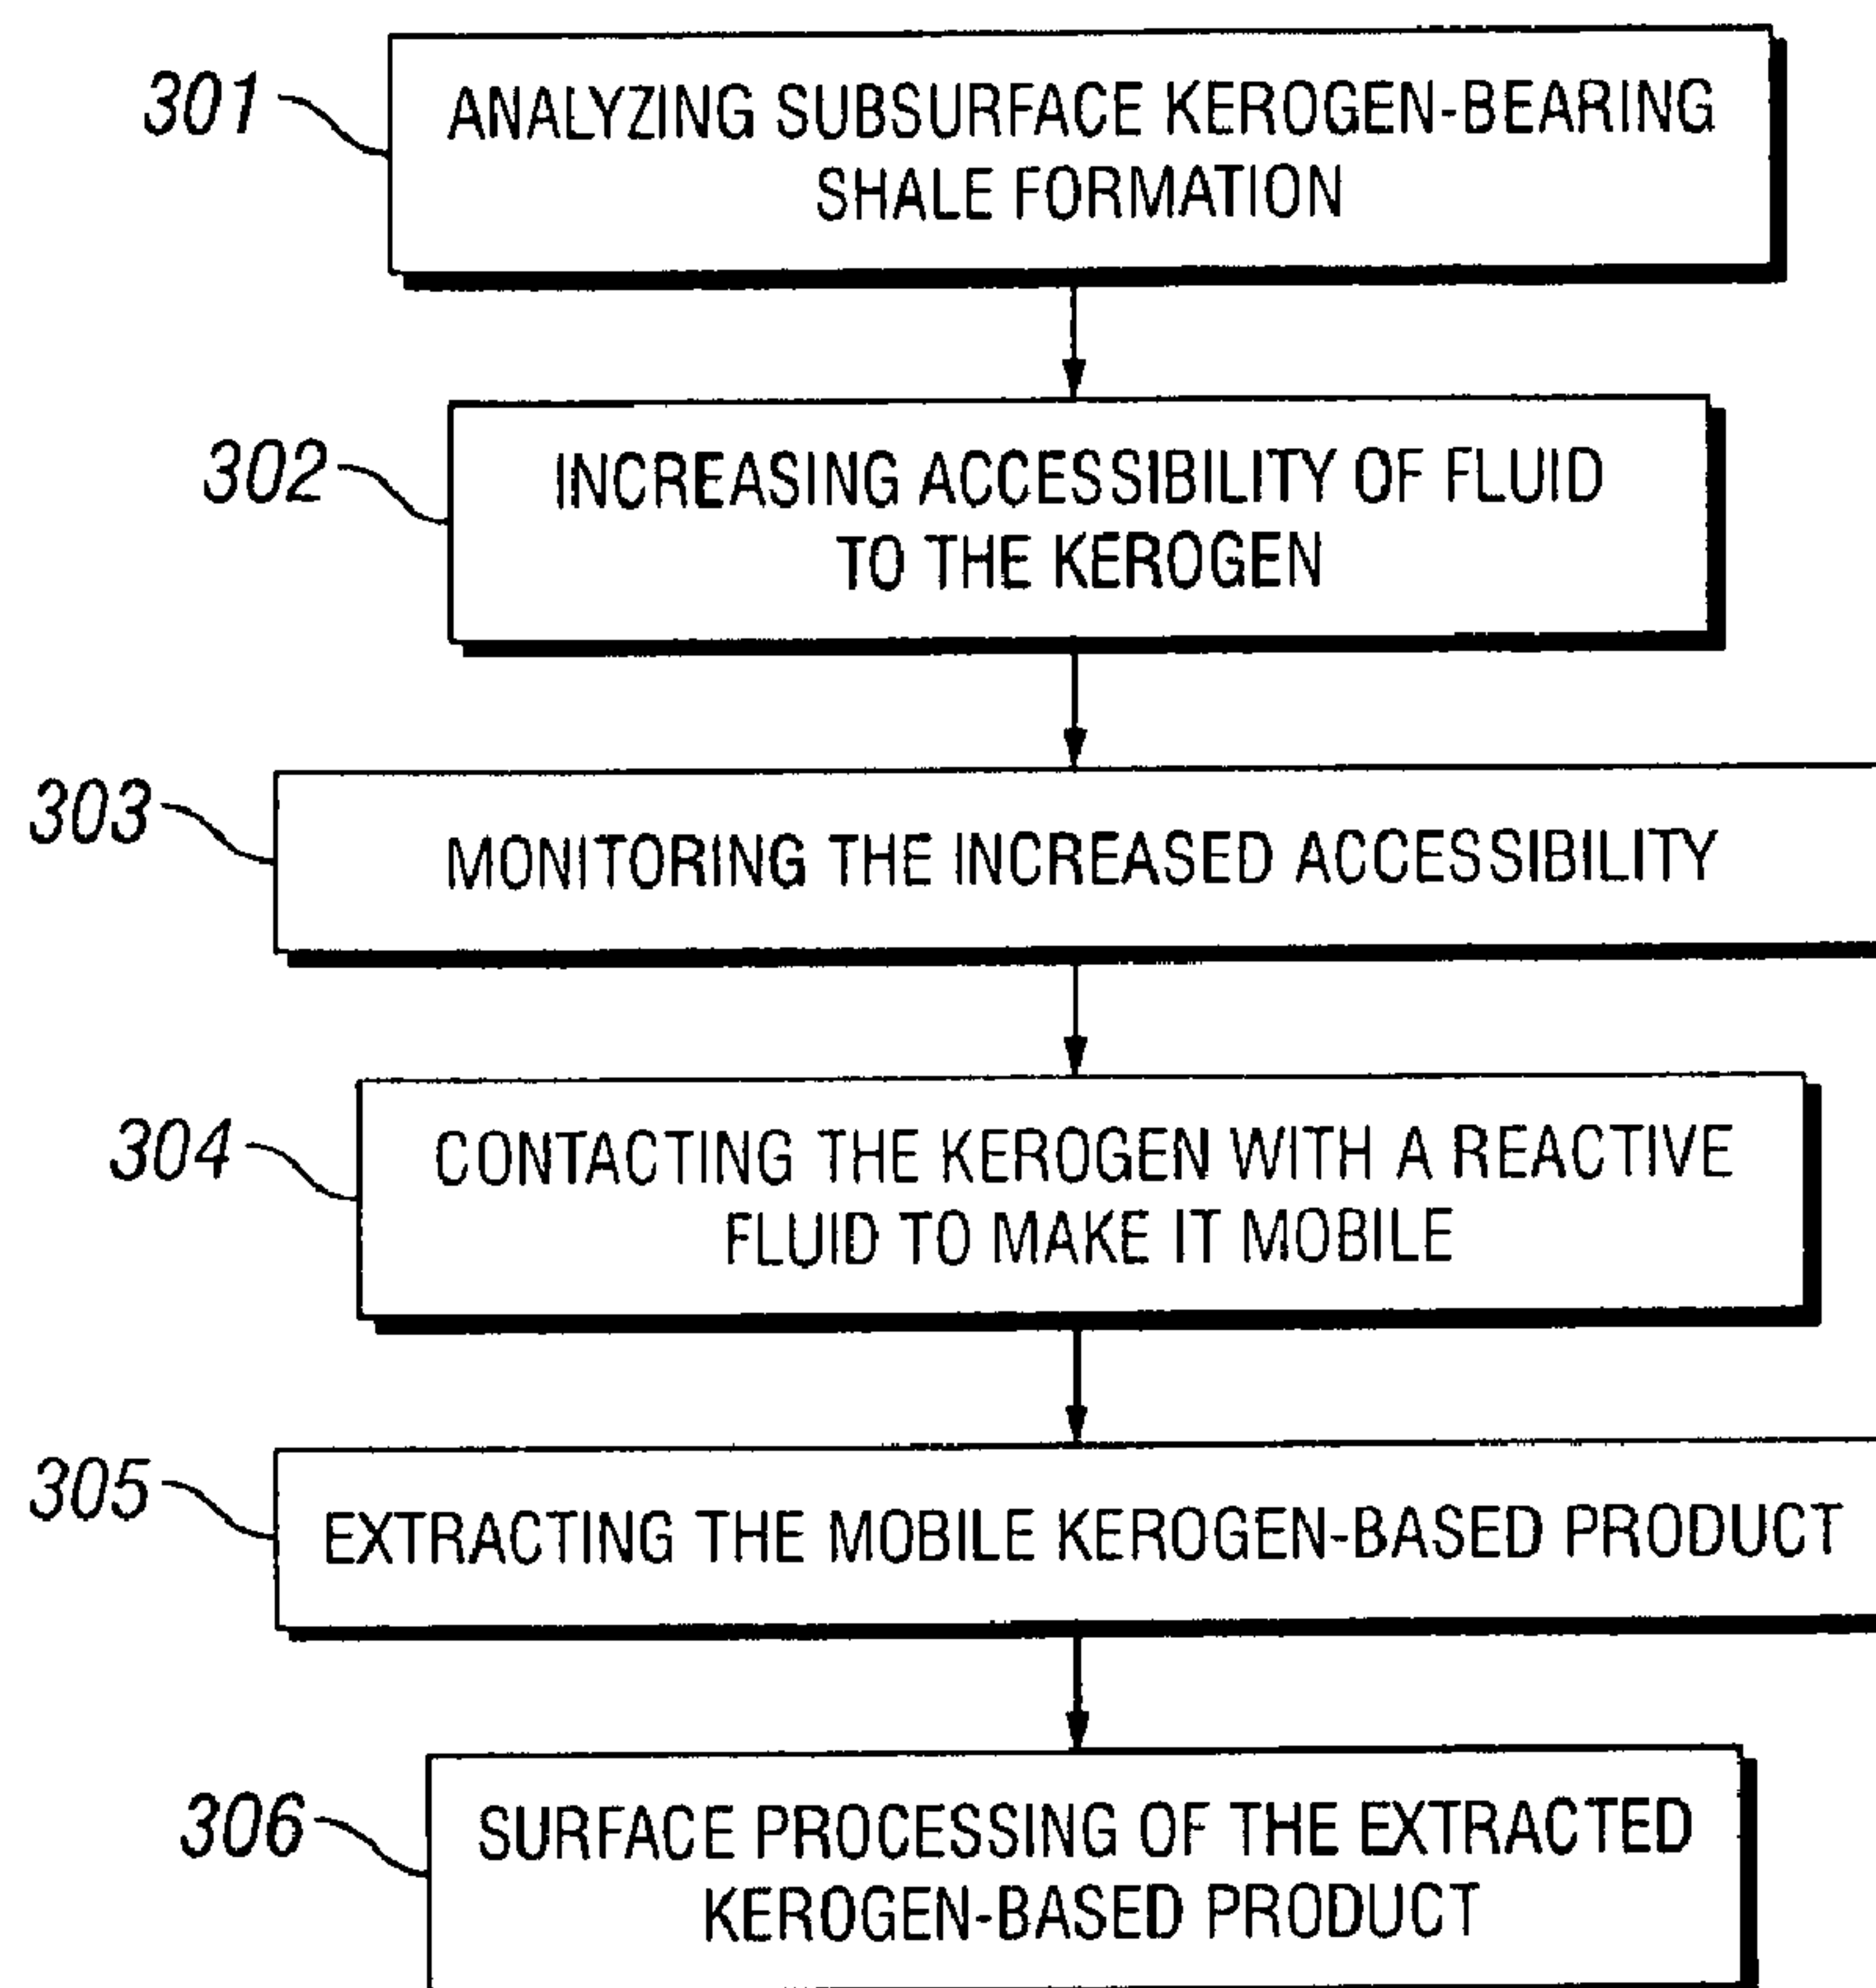 301
ANALYZING SUBSURFACE KEROGEN-BEARING
SHALE FORMATION
302
INCREASING ACCESSIBILITY OF FLUID
TO THE KEROGEN
303
MONITORING THE INCREASED ACCESSIBILITY
304
CONTACTING THE KEROGEN WITH A REACTIVE
FLUID TO MAKE IT MOBILE
305
EXTRACTING THE MOBILE KEROGEN-BASED PRODUCT
306
SURFACE PROCESSING OF THE EXTRACTED
KEROGEN-BASED PRODUCT